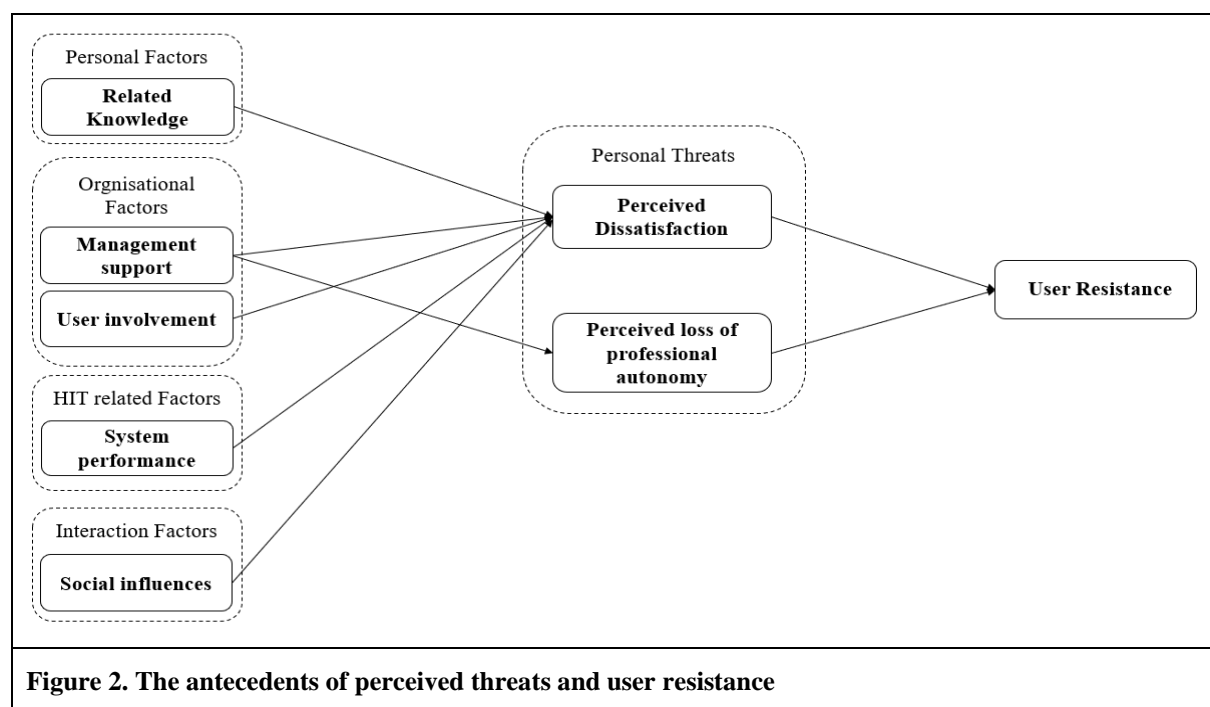 Personal Factors
Related
Knowledge
Orgnisational
Factors
Management
support
User involvement
HIT related Factors
System
performance
Interaction Factors
Social influences
Personal Threats
Perceived
Dissatisfaction
Perceived loss of
professional
autonomy
User Resistance
Figure 2. The antecedents of perceived threats and user resistance